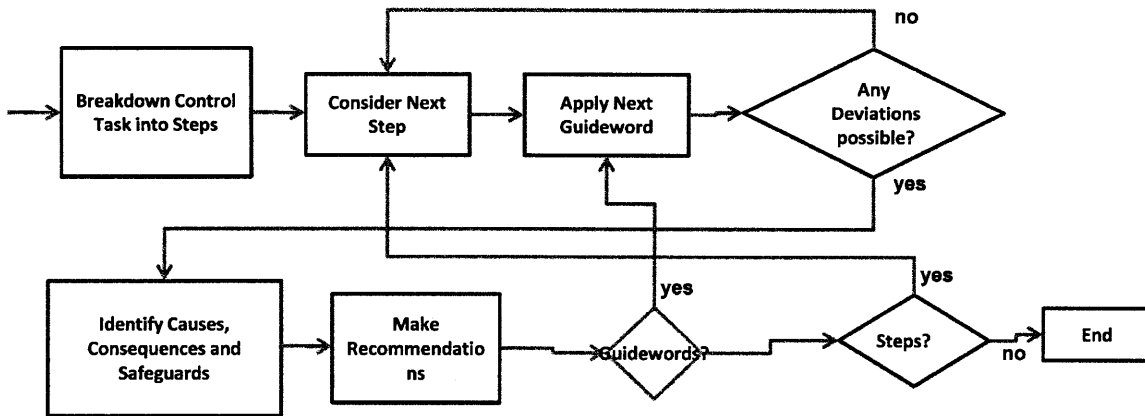 no
Breakdown Control
Task into Steps
Consider Next
Step
Apply Next
Guideword
Any
Deviations
possible?
yes
Identify Causes,
Consequences and
Safeguards
Make
Recommendatio
ns
yes
Guidewords?
yes
Steps?
no
End